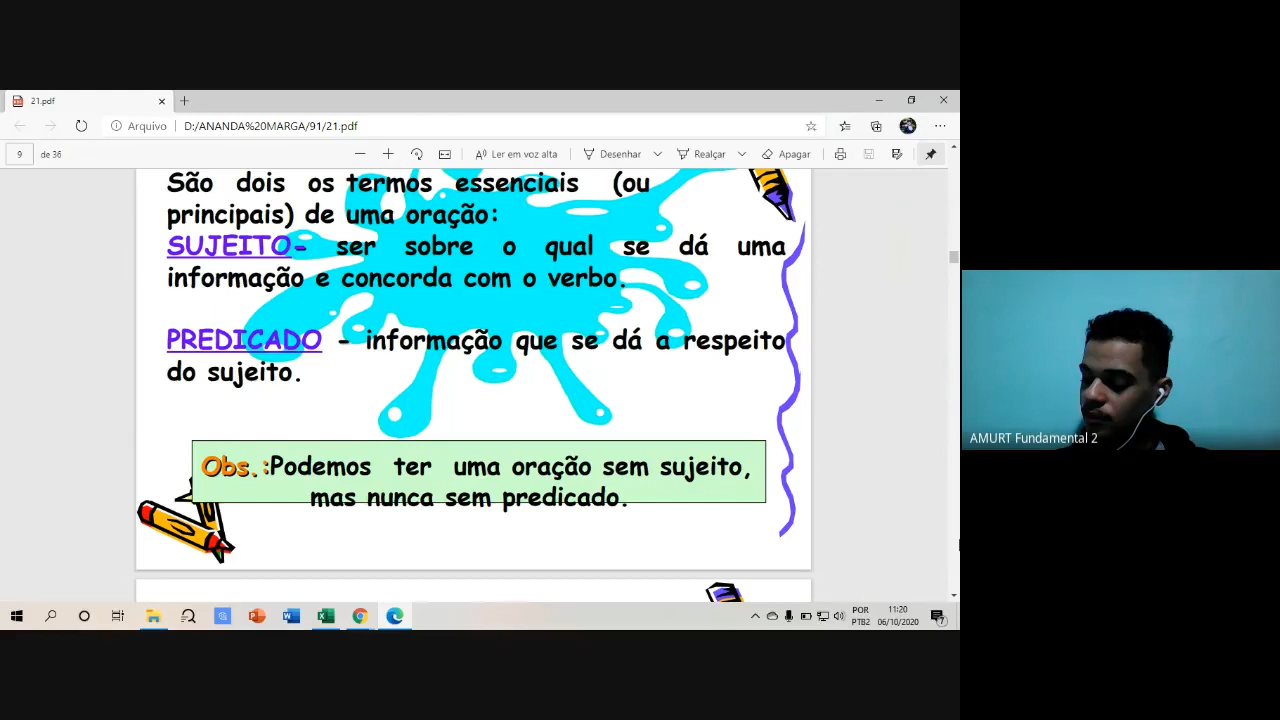 21.pdf
Arquivo D:/ANANDA%20MARGA/91/21.pdf
9 de 36 Ler em voz alta Desenhar Realçar Apagar
São dois os termos essenciais (ou
principais) de uma oração:
SUJEITO- ser sobre o qual se dá uma
informação e concorda com o verbo.
PREDICADO - informação que se dá a respeito
do sujeito.
Obs.:Podemos ter uma oração sem sujeito,
mas nunca sem predicado.
AMURT Fundamental 2
POR 11:20
PTB2 06/10/2020